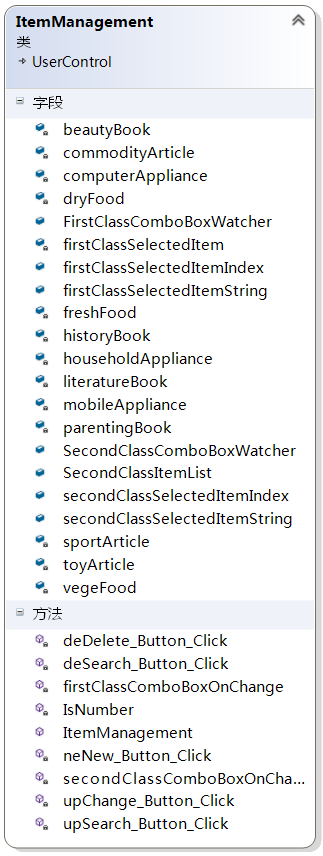 ItemManagement
类
UserControl
字段
beautyBook
commodityArticle
computerAppliance
dryFood
FirstClassComboBoxWatcher
firstClassSelectedItem
firstClassSelectedItemIndex
firstClassSelectedItemString
freshFood
historyBook
householdAppliance
literatureBook
mobileAppliance
parentingBook
SecondClassComboBoxWatcher
SecondClassItemList
secondClassSelectedItemIndex
secondClassSelectedItemString
sportArticle
toyArticle
vegeFood
方法
deDelete_Button_Click
deSearch_Button_Click
firstClassComboBoxOnChange
IsNumber
ItemManagement
neNew_Button_Click
secondClassComboBoxOnCha...
upChange_Button_Click
upSearch_Button_Click